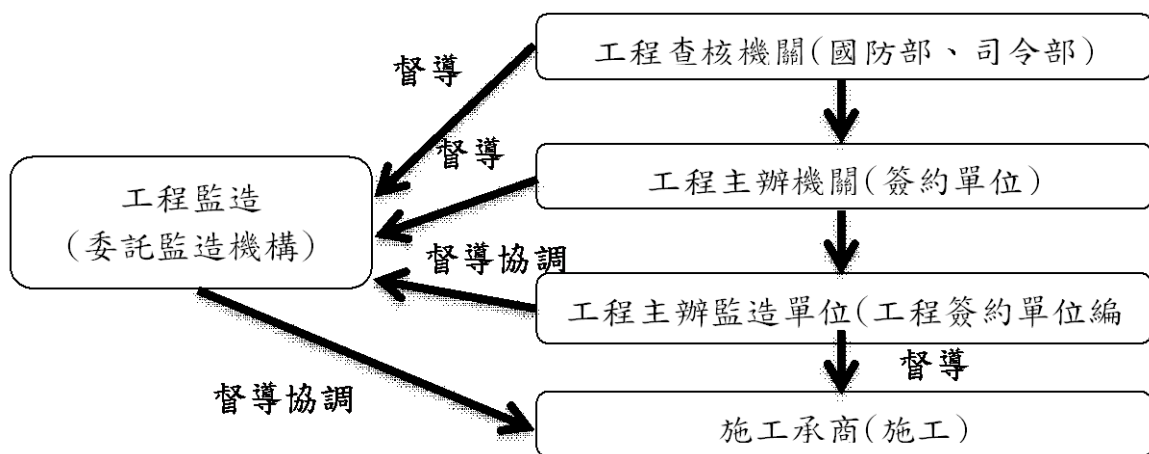 工程查核機關(國防部、司令部)
督導
督導
工程主辦機關(簽約單位)
工程監造
(委託監造機構)
督導協調
工程主辦監造單位(工程簽約單位編
督導
督導協調
施工承商(施工)